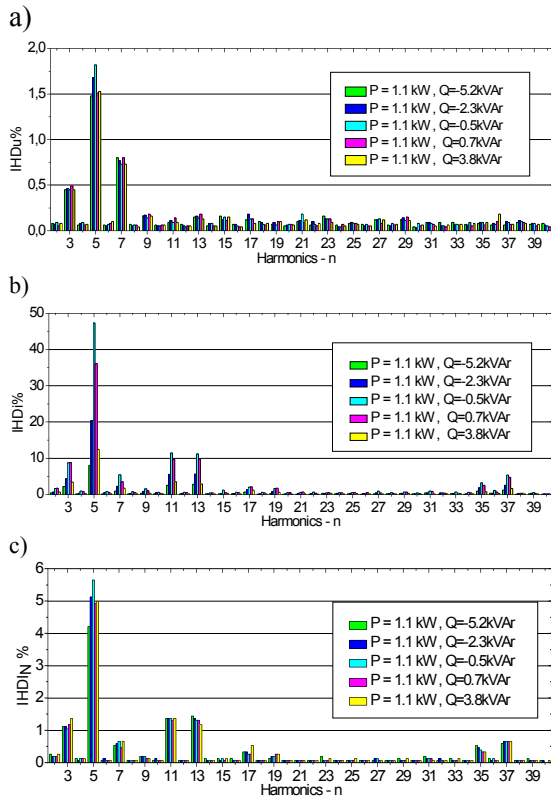 a)
2,0
1,5
1,0
0,5
0,0
IHDu%
P = 1.1 kW , Q=-5.2kVAr
P = 1.1 kW , Q=-2.3kVAr
P = 1.1 kW , Q=-0.5kVAr
P = 1.1 kW , Q=0.7kVAr
P = 1.1 kW , Q=3.8kVAr
3 5 7 9 11 13 15 17 19 21 23 25 27 29 31 33 35 37 39
Harmonics - n
b)
50
40
30
20
10
0
IHDi%
P = 1.1 kW , Q=-5.2kVAr
P = 1.1 kW , Q=-2.3kVAr
P = 1.1 kW , Q=-0.5kVAr
P = 1.1 kW , Q=0.7kVAr
P = 1.1 kW , Q=3.8kVAr
3 5 7 9 11 13 15 17 19 21 23 25 27 29 31 33 35 37 39
Harmonics - n
c)
6
5
4
3
2
1
0
IHDIN %
P = 1.1 kW , Q=-5.2kVAr
P = 1.1 kW , Q=-2.3kVAr
P = 1.1 kW , Q=-0.5kVAr
P = 1.1 kW , Q=0.7kVAr
P = 1.1 kW , Q=3.8kVAr
3 5 7 9 11 13 15 17 19 21 23 25 27 29 31 33 35 37 39
Harmonics - n